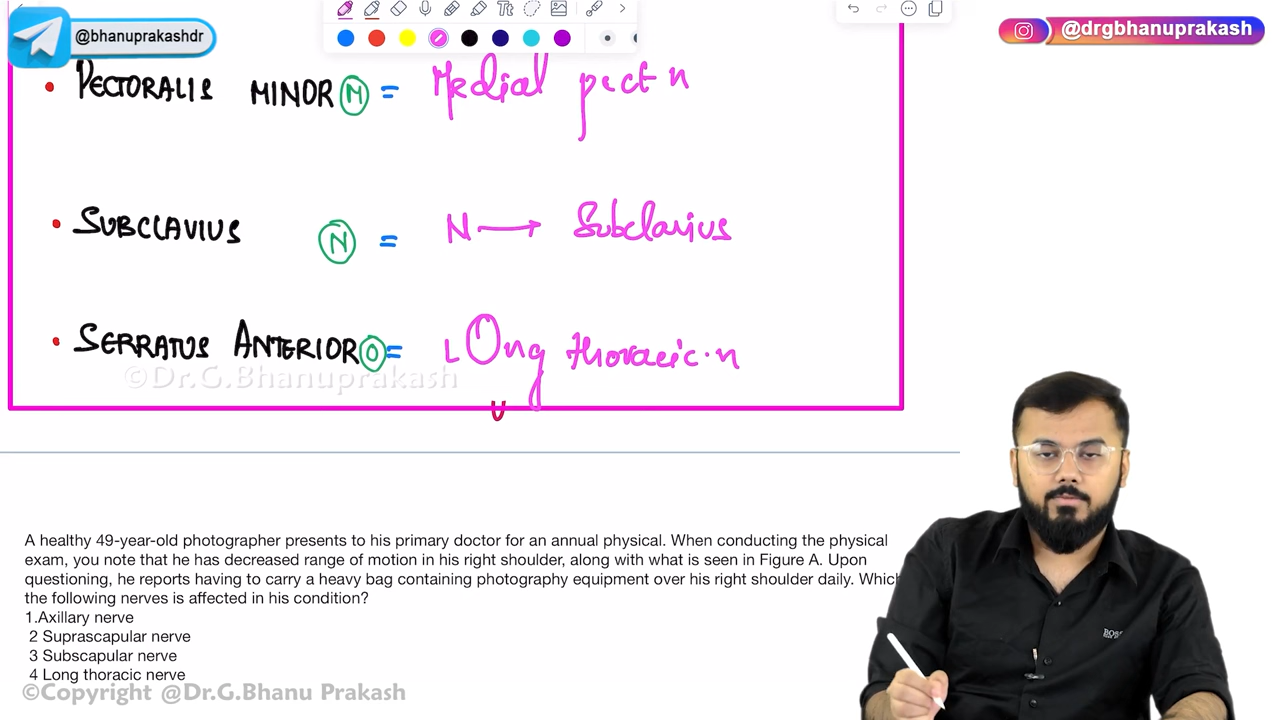 @bhanuprakashdr
@drgbhanuprakash
• PECTORALIS MINOR M = Medial pect n
• SUBCLAVIUS N = N → Subclavius
• SERRATUS ANTERIOR O = LOng thoracic.n
©Dr.G.Bhanuprakash
A healthy 49-year-old photographer presents to his primary doctor for an annual physical. When conducting the physical
exam, you note that he has decreased range of motion in his right shoulder, along with what is seen in Figure A. Upon
questioning, he reports having to carry a heavy bag containing photography equipment over his right shoulder daily. Which
the following nerves is affected in his condition?
1.Axillary nerve
2 Suprascapular nerve
3 Subscapular nerve
4 Long thoracic nerve
©Copyright @Dr.G.Bhanu Prakash
BOSS